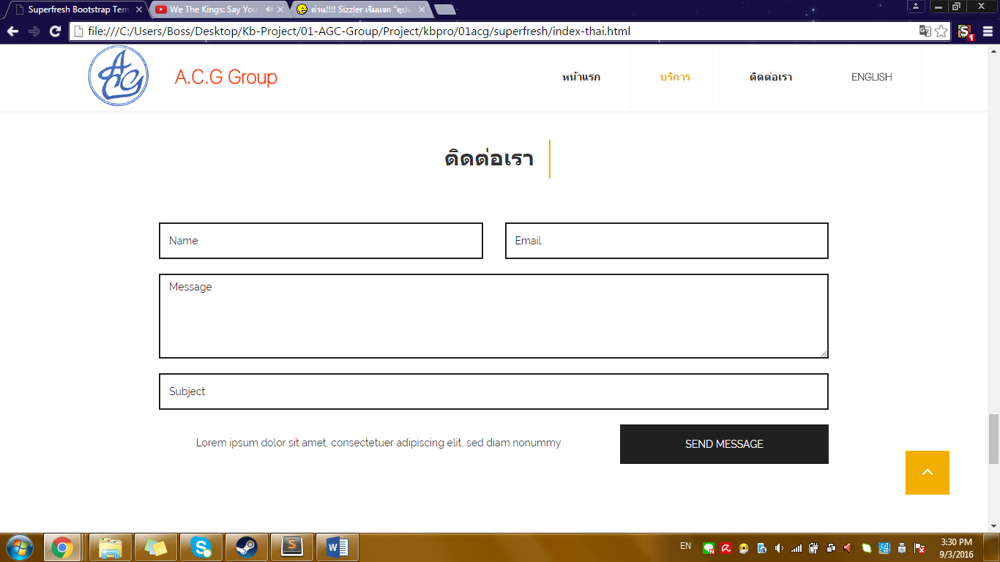 Superfresh Bootstrap Tem
We The Kings: Say You
ด่วน!!!! Sizzler เริ่มแจก "คูปอ
file:///C:/Users/Boss/Desktop/Kb-Project/01-AGC-Group/Project/kbpro/01acg/superfresh/index-thai.html
S 1
ACG
A.C.G Group
หน้าแรก
บริการ
ติดต่อเรา
ENGLISH
ติดต่อเรา
Name
Email
Message
Subject
Lorem ipsum dolor sit amet, consectetuer adipiscing elit, sed diam nonummy
SEND MESSAGE
EN
3:30 PM
9/3/2016